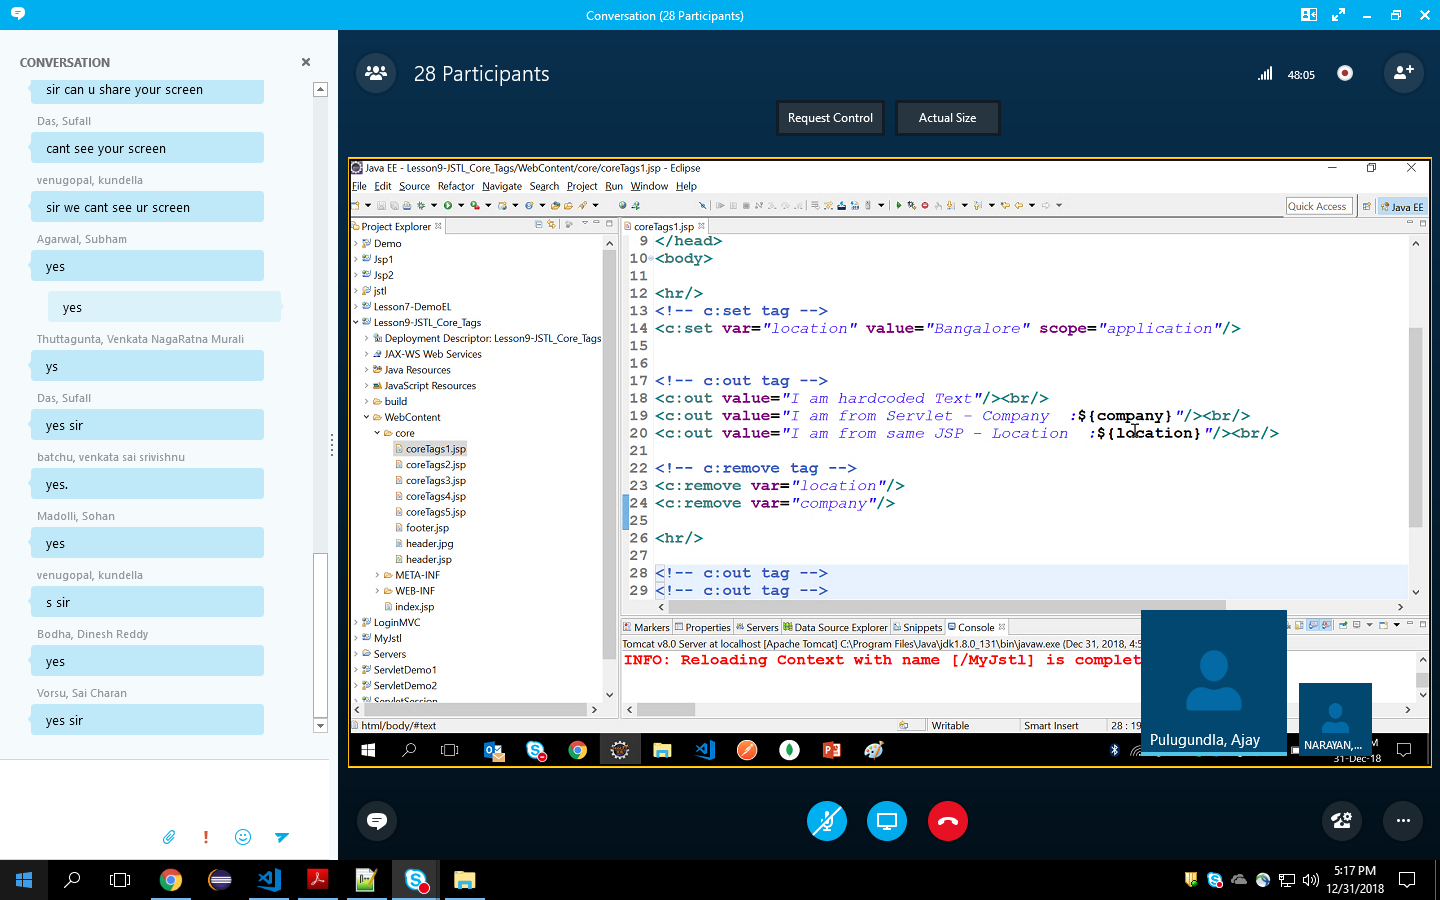 Conversation (28 Participants)
CONVERSATION
sir can u share your screen
Das, Sufall
cant see your screen
venugopal, kundella
sir we cant see ur screen
Agarwal, Subham
yes
yes
Thuttagunta, Venkata NagaRatna Murali
ys
Das, Sufall
yes sir
batchu, venkata sai srivishnu
yes.
Madolli, Sohan
yes
venugopal, kundella
s sir
Bodha, Dinesh Reddy
yes
Vorsu, Sai Charan
yes sir
28 Participants
48:05
Request Control
Actual Size
Java EE - Lesson9-JSTL_Core_Tags/WebContent/core/coreTags1.jsp - Eclipse
File Edit Source Refactor Navigate Search Project Run Window Help
Quick Access
Java EE
Project Explorer
Demo
Jsp1
Jsp2
jstl
Lesson7-DemoEL
Lesson9-JSTL_Core_Tags
Deployment Descriptor: Lesson9-JSTL_Core_Tags
JAX-WS Web Services
Java Resources
JavaScript Resources
build
WebContent
core
coreTags1.jsp
coreTags2.jsp
coreTags3.jsp
coreTags4.jsp
coreTags5.jsp
footer.jsp
header.jpg
header.jsp
META-INF
WEB-INF
index.jsp
LoginMVC
MyJstl
Servers
ServletDemo1
ServletDemo2
ServletSession
coreTags1.jsp
9 </head>
10 <body>
11
12 <hr/>
13 <!-- c:set tag -->
14 <c:set var="location" value="Bangalore" scope="application"/>
15
16
17 <!-- c:out tag -->
18 <c:out value="I am hardcoded Text"/><br/>
19 <c:out value="I am from Servlet - Company  :${company}"/><br/>
20 <c:out value="I am from same JSP - Location  :${location}"/><br/>
21
22 <!-- c:remove tag -->
23 <c:remove var="location"/>
24 <c:remove var="company"/>
25
26 <hr/>
27
28 <!-- c:out tag -->
29 <!-- c:out tag -->
Markers Properties Servers Data Source Explorer Snippets Console
Tomcat v8.0 Server at localhost [Apache Tomcat] C:\Program Files\Java\jdk1.8.0_131\bin\javaw.exe (Dec 31, 2018, 4:5
INFO: Reloading Context with name [/MyJstl] is complet
html/body/#text
Writable
Smart Insert
28 : 19
Pulugundla, Ajay
NARAYAN,...
M
31-Dec-18
5:17 PM
12/31/2018